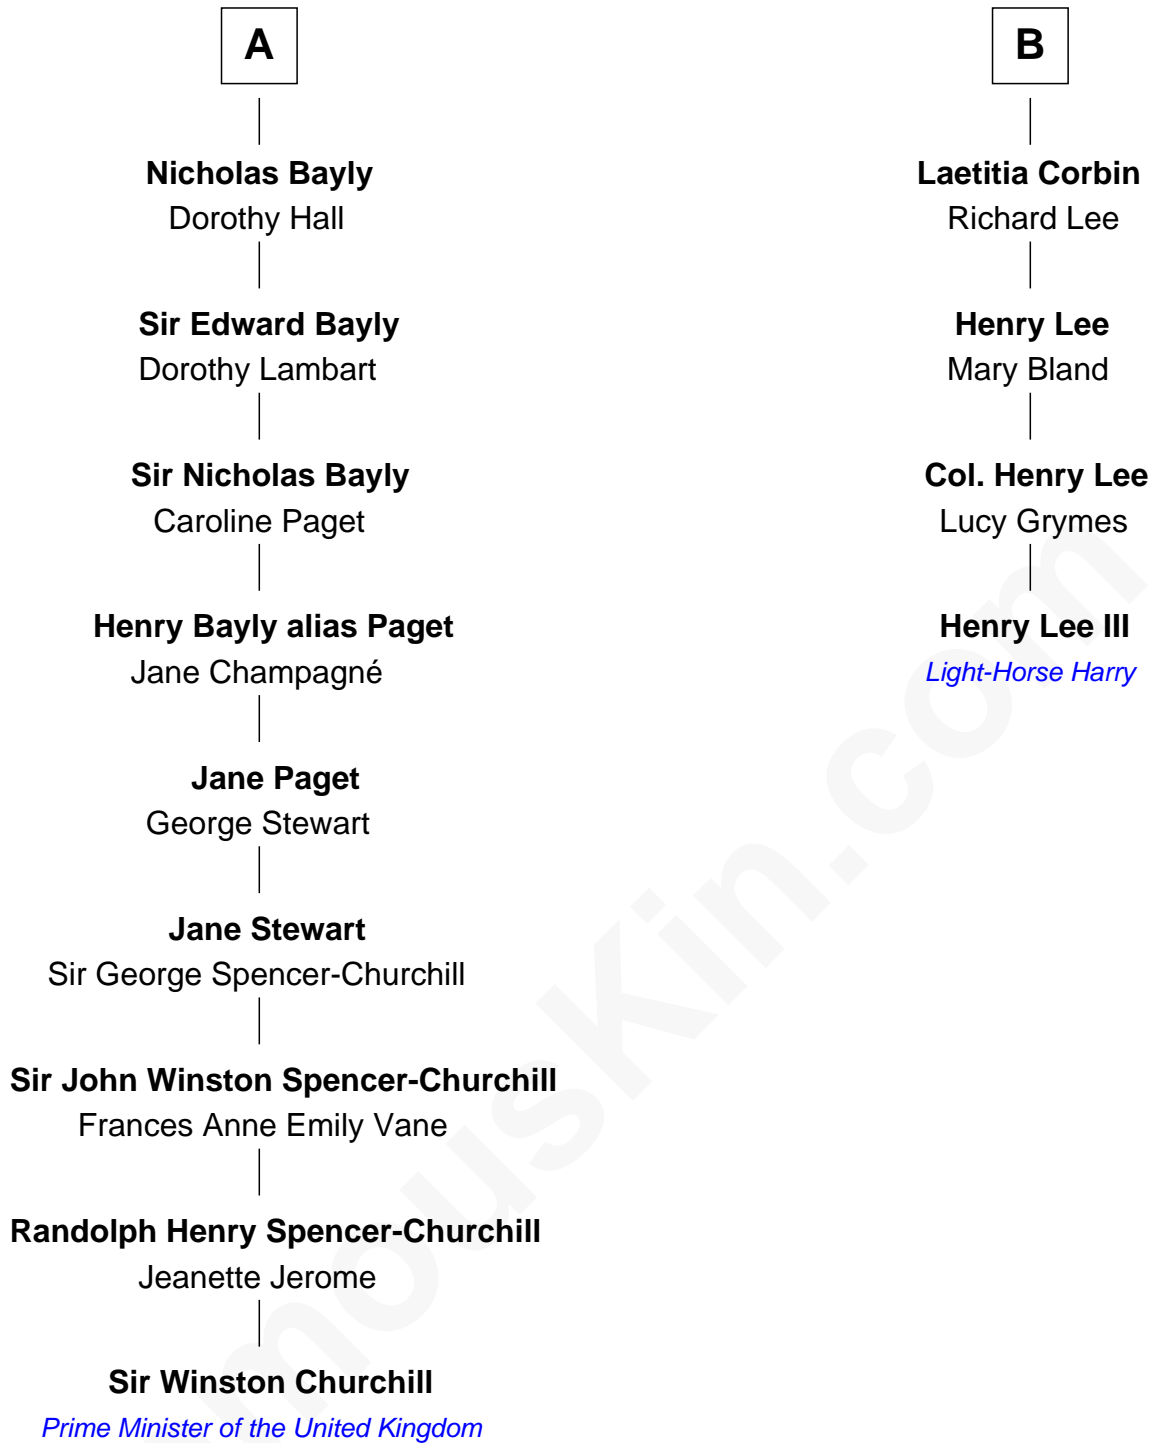 A
Nicholas Bayly
Dorothy Hall
Sir Edward Bayly
Dorothy Lambart
Sir Nicholas Bayly
Caroline Paget
Henry Bayly alias Paget
Jane Champagné
Jane Paget
George Stewart
Jane Stewart
Sir George Spencer-Churchill
Sir John Winston Spencer-Churchill
Frances Anne Emily Vane
Randolph Henry Spencer-Churchill
Jeanette Jerome
Sir Winston Churchill
Prime Minister of the United Kingdom
B
Laetitia Corbin
Richard Lee
Henry Lee
Mary Bland
Col. Henry Lee
Lucy Grymes
Henry Lee III
Light-Horse Harry
mousKin.com